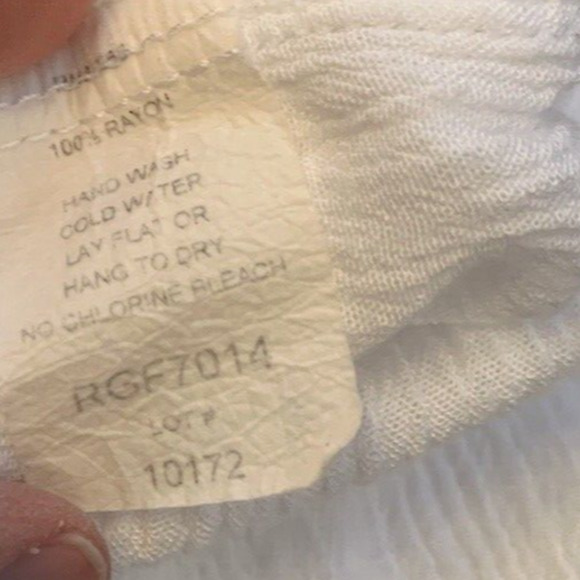 100% RAYON
HAND WASH
COLD WATER
LAY FLAT OR
HANG TO DRY
NO CHLORINE BLEACH
RGF7014
LOT #
10172